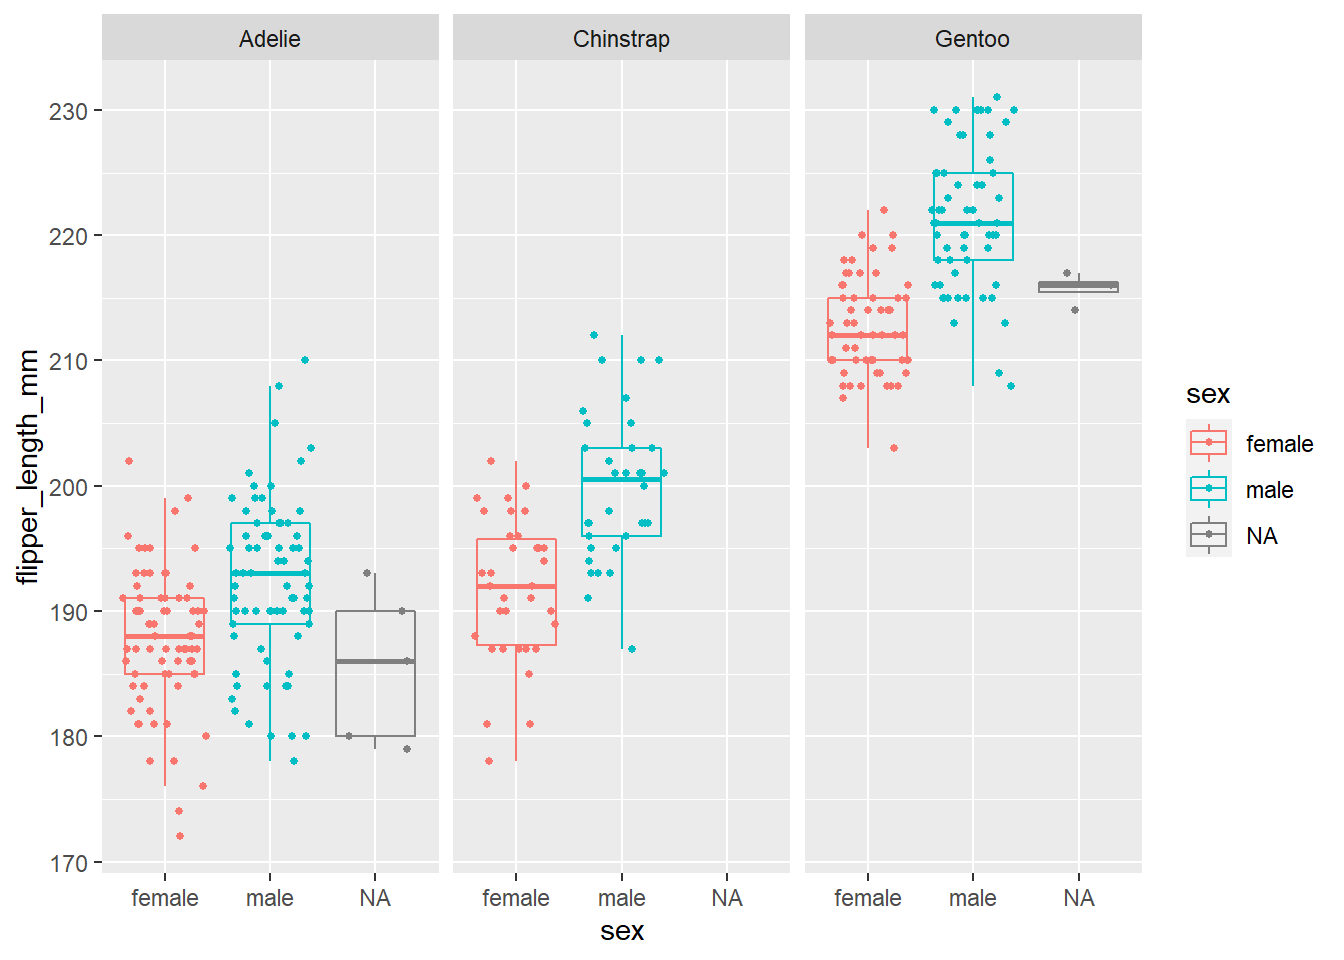 Adelie Chinstrap Gentoo
230
220
210
200
190
180
170
flipper_length_mm
female male NA female male NA female male NA
sex
sex
female
male
NA